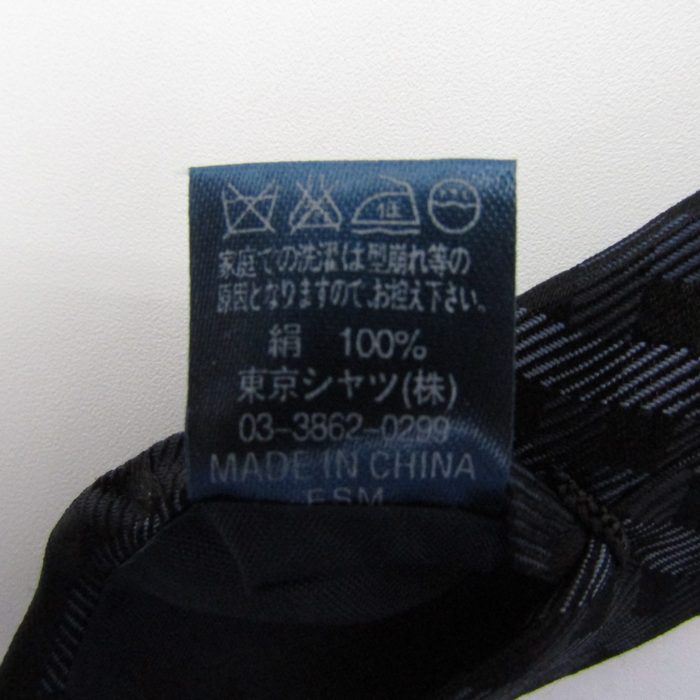 低
家庭での洗濯は型崩れ等の
原因となりますので、お控え下さい。
絹 100%
東京シャツ(株)
03-3862-0299
MADE IN CHINA
FSM